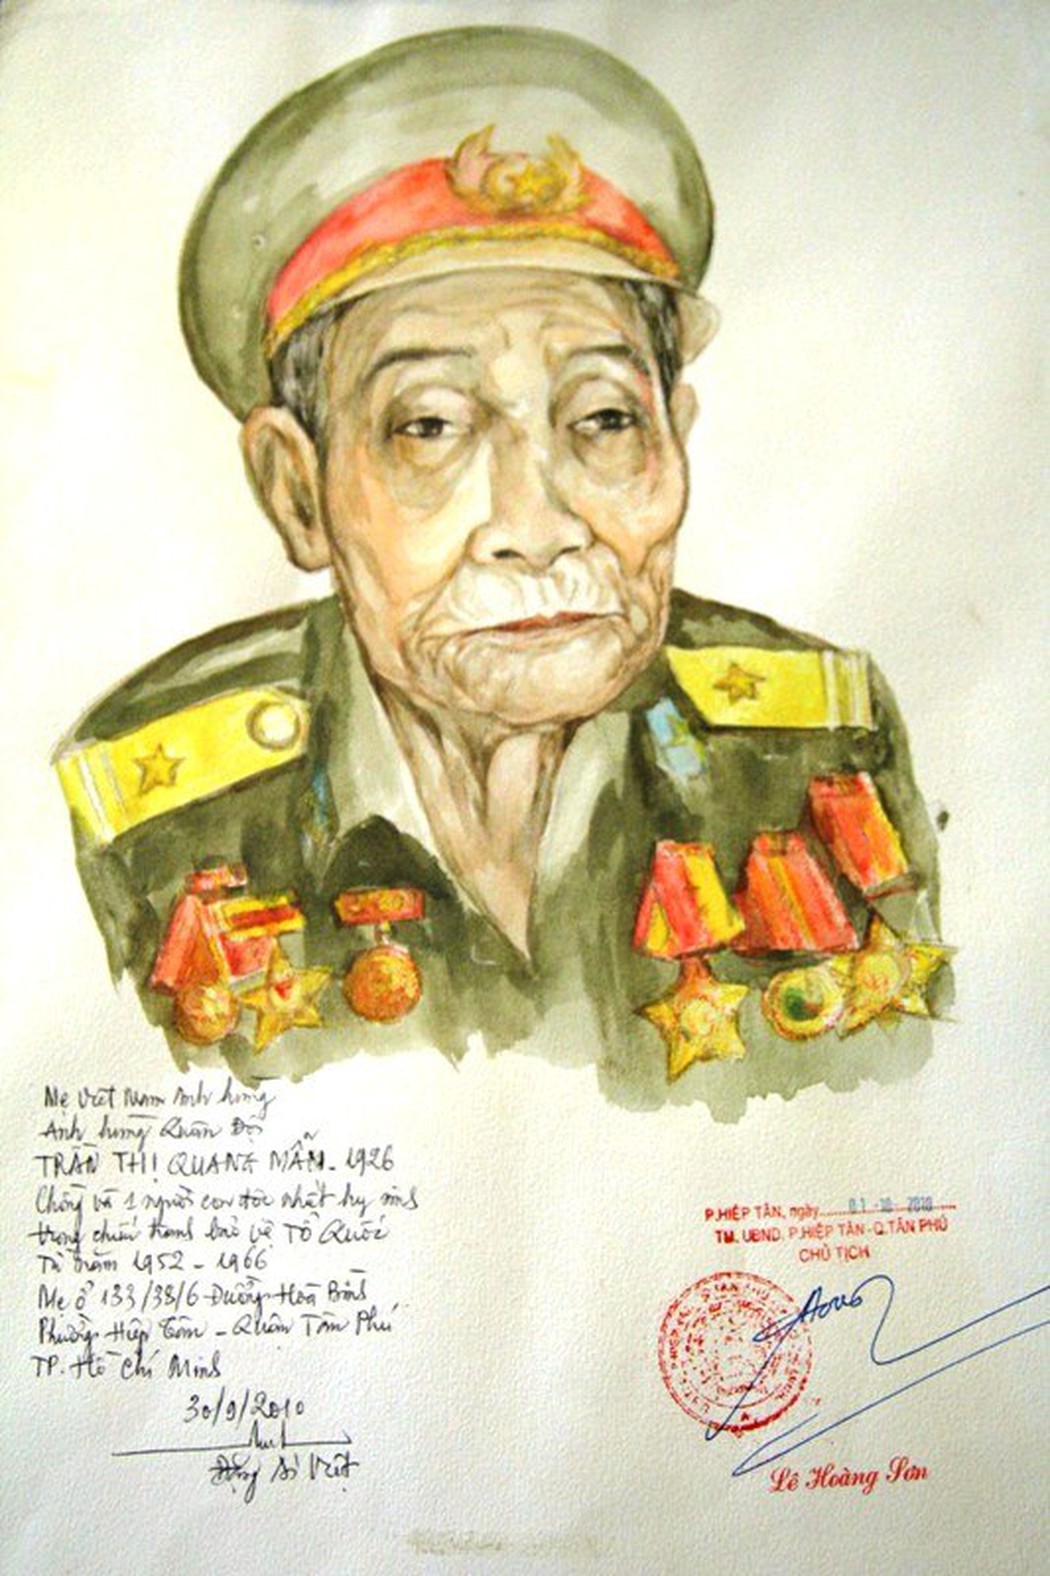 Mẹ Việt Nam Anh hùng
Anh hùng Quân Đội
TRẦN THỊ QUANG MẪN - 1926
Chồng và 1 người con độc nhất hy sinh
trong chiến tranh bảo vệ TỔ QUỐC
Từ năm 1952 - 1966
Mẹ ở 133/38/6 Đường Hòa Bình
Phường Hiệp Tân - Quận Tân Phú
TP. Hồ Chí Minh
30/9/2010
Đặng Ái Việt
P.HIỆP TÂN, ngày 01-10-2010
TM. UBND. P.HIỆP TÂN - Q.TÂN PHÚ
CHỦ TỊCH
Lê Hoàng Sơn